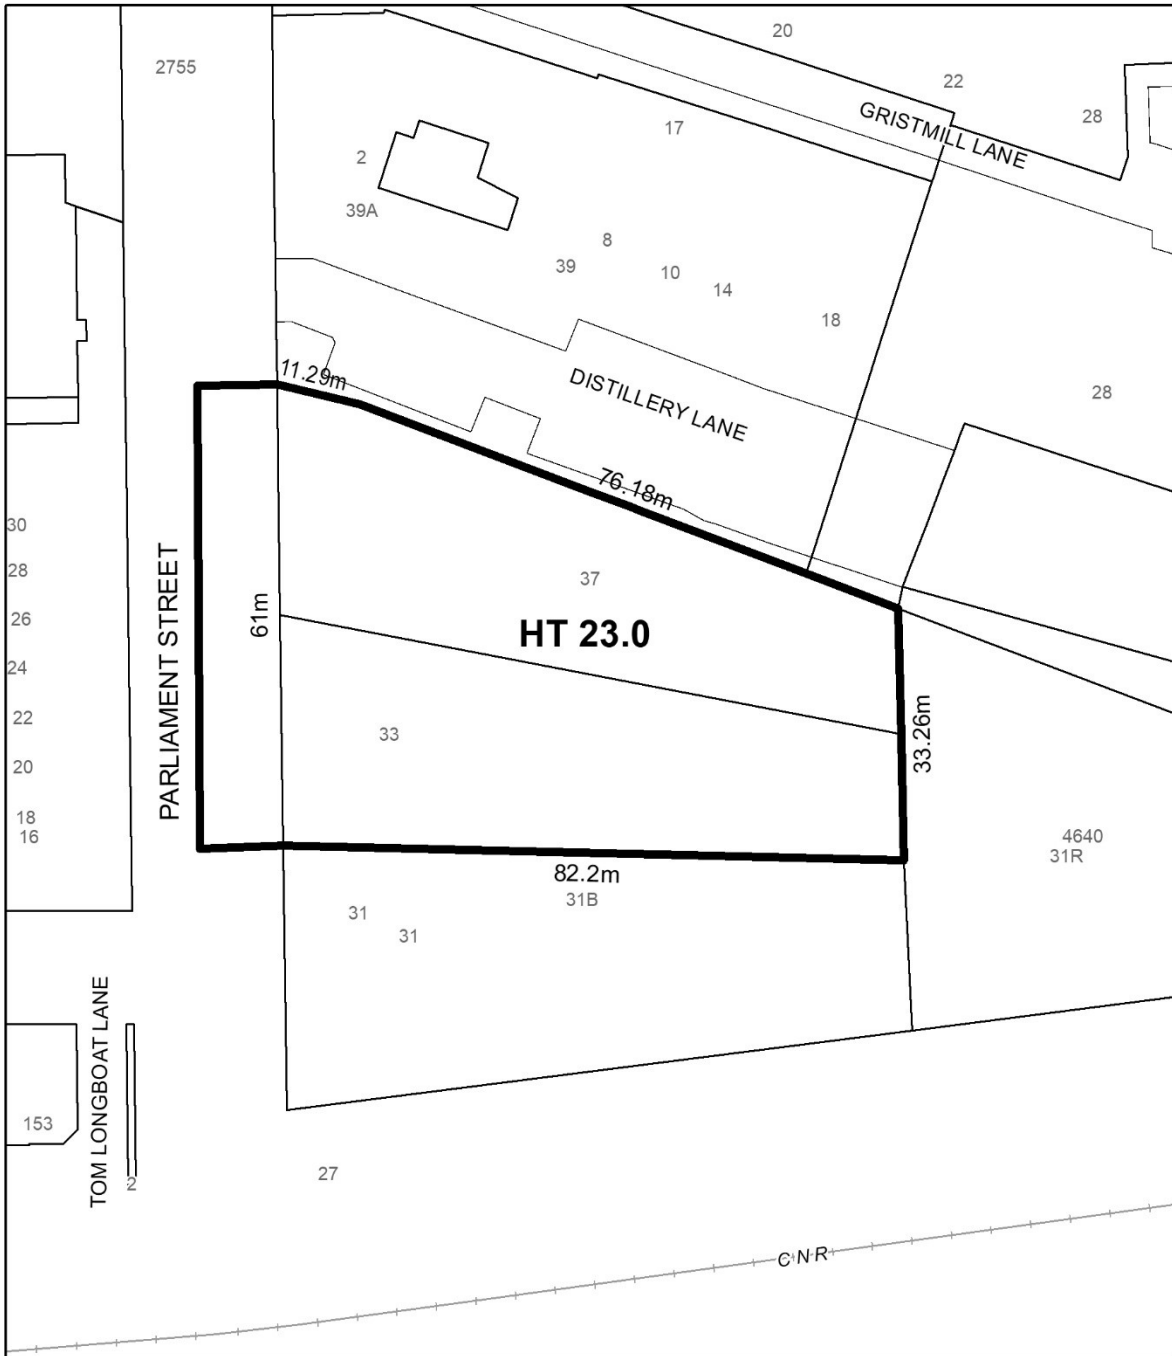 20
2755
22
28
GRISTMILL LANE
17
2
39A
8
39
10
14
18
11.29m
DISTILLERY LANE
28
76.18m
30
28
37
PARLIAMENT STREET
61m
HT 23.0
26
24
22
33
33.26m
20
18
16
4640
31R
82.2m
31B
31
31
TOM LONGBOAT LANE
153
27
2
CNR